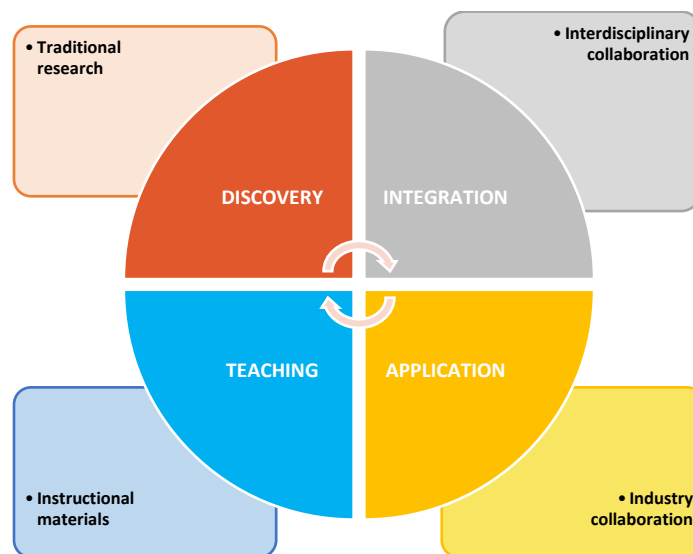 • Traditional
research
• Interdisciplinary
collaboration
DISCOVERY
INTEGRATION
TEACHING
APPLICATION
• Instructional
materials
• Industry
collaboration